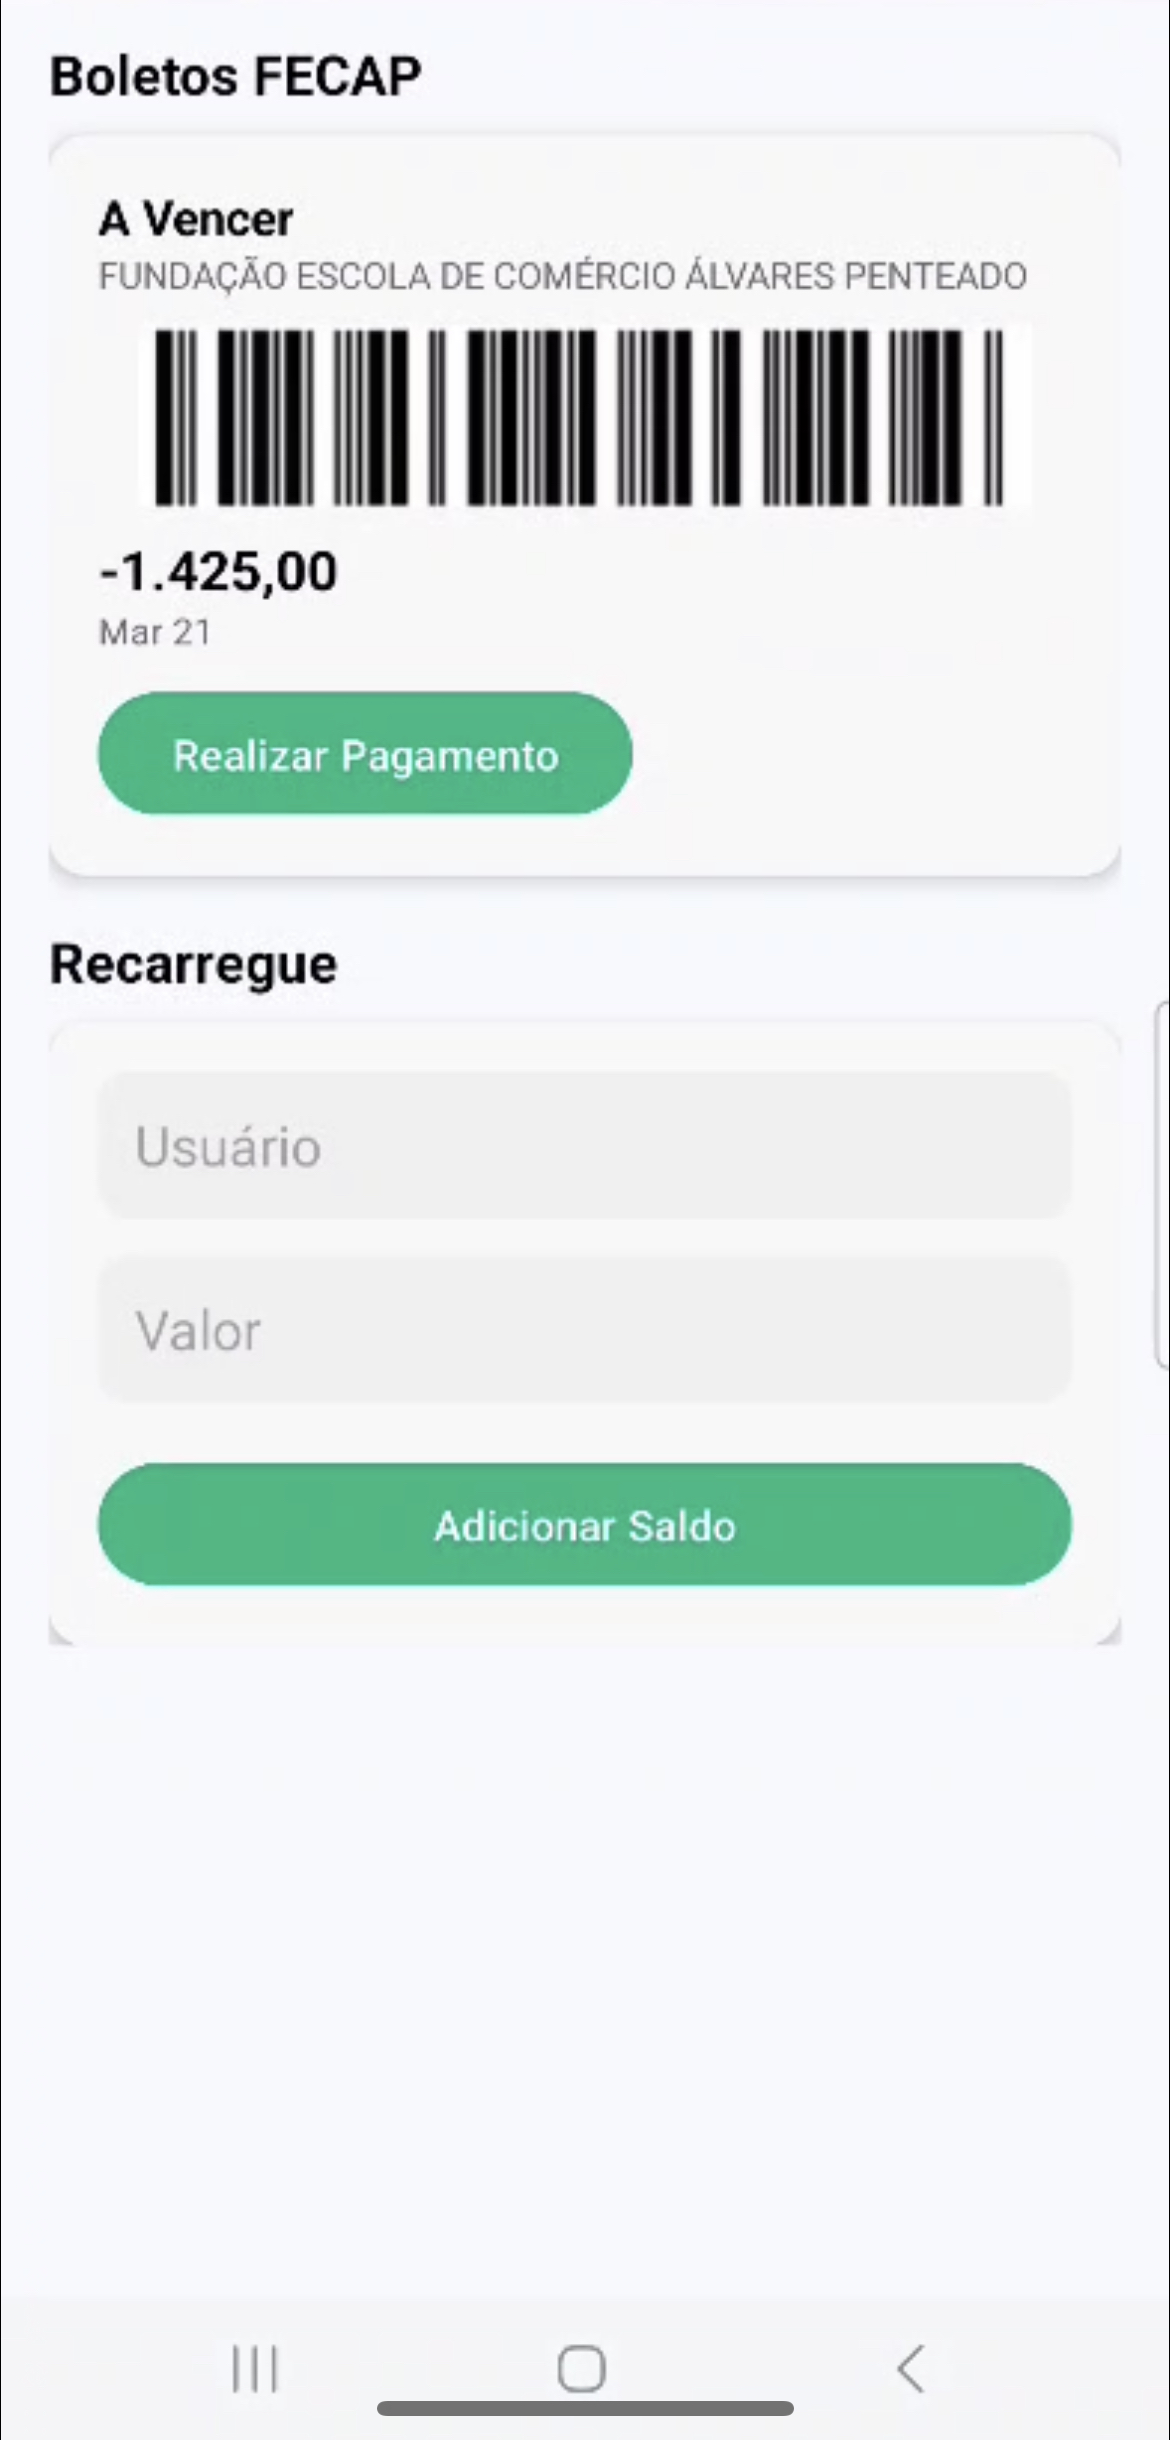 Boletos FECAP
A Vencer
FUNDAÇÃO ESCOLA DE COMÉRCIO ÁLVARES PENTEADO
-1.425,00
Mar 21
Realizar Pagamento
Recarregue
Usuário
Valor
Adicionar Saldo